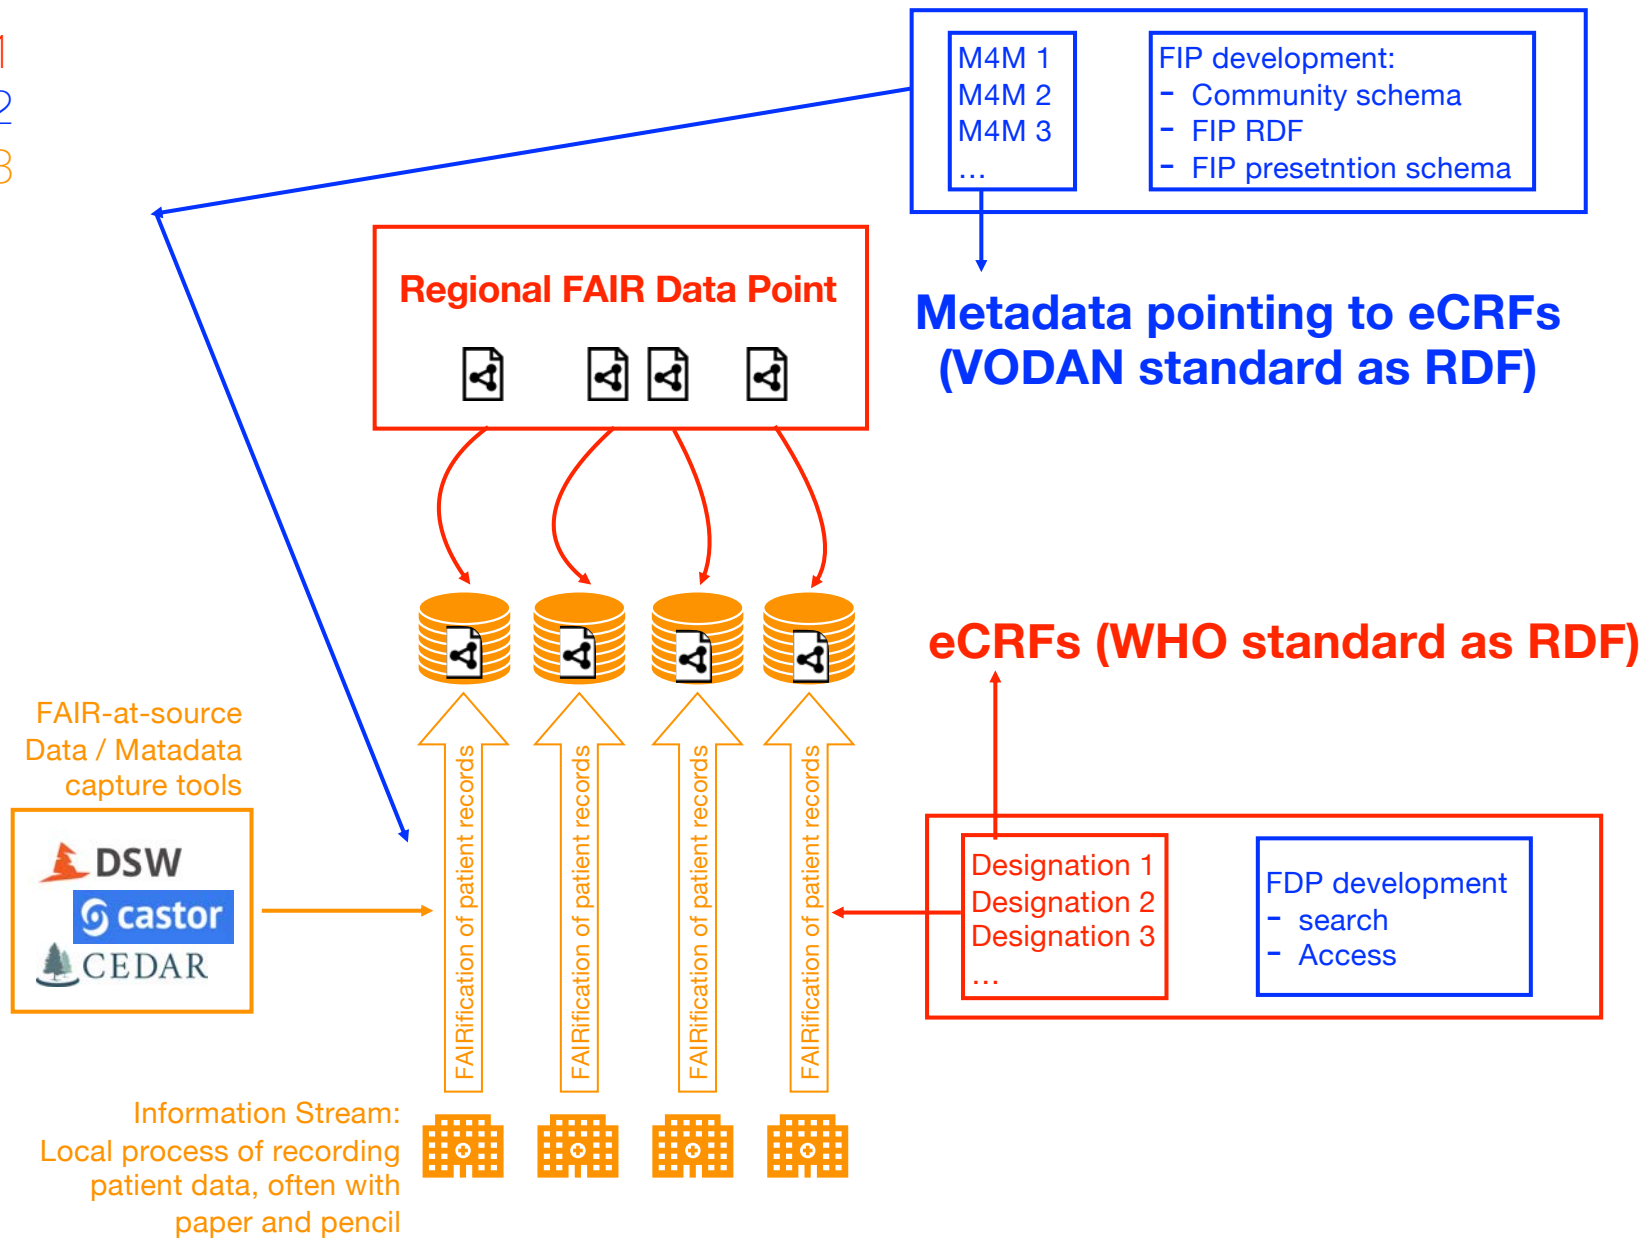 1
2
3
M4M 1
M4M 2
M4M 3
...
FIP development:
- Community schema
- FIP RDF
- FIP presetntion schema
Regional FAIR Data Point
Metadata pointing to eCRFs
(VODAN standard as RDF)
eCRFs (WHO standard as RDF)
FAIR-at-source
Data / Matadata
capture tools
DSW
castor
CEDAR
FAIRification of patient records
FAIRification of patient records
FAIRification of patient records
FAIRification of patient records
Designation 1
Designation 2
Designation 3
...
FDP development
- search
- Access
Information Stream:
Local process of recording
patient data, often with
paper and pencil